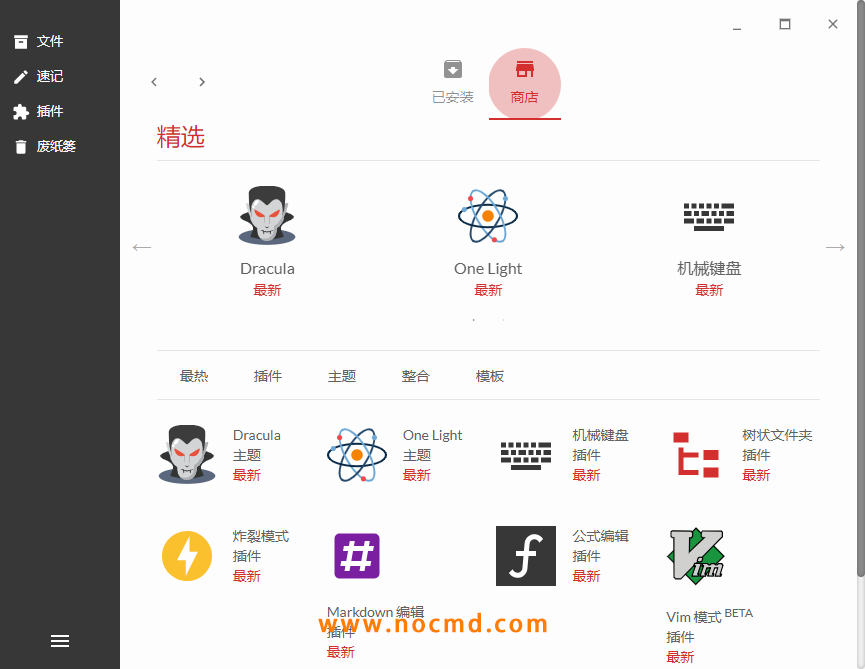 文件
速记
插件
废纸篓
已安装
商店
精选
Dracula
最新
One Light
最新
机械键盘
最新
最热
插件
主题
整合
模板
Dracula
主题
最新
One Light
主题
最新
机械键盘
插件
最新
树状文件夹
插件
最新
炸裂模式
插件
最新
#
Markdown 编辑
插件
最新
f
公式编辑
插件
最新
Vim
Vim 模式 BETA
插件
最新
www.nocmd.com